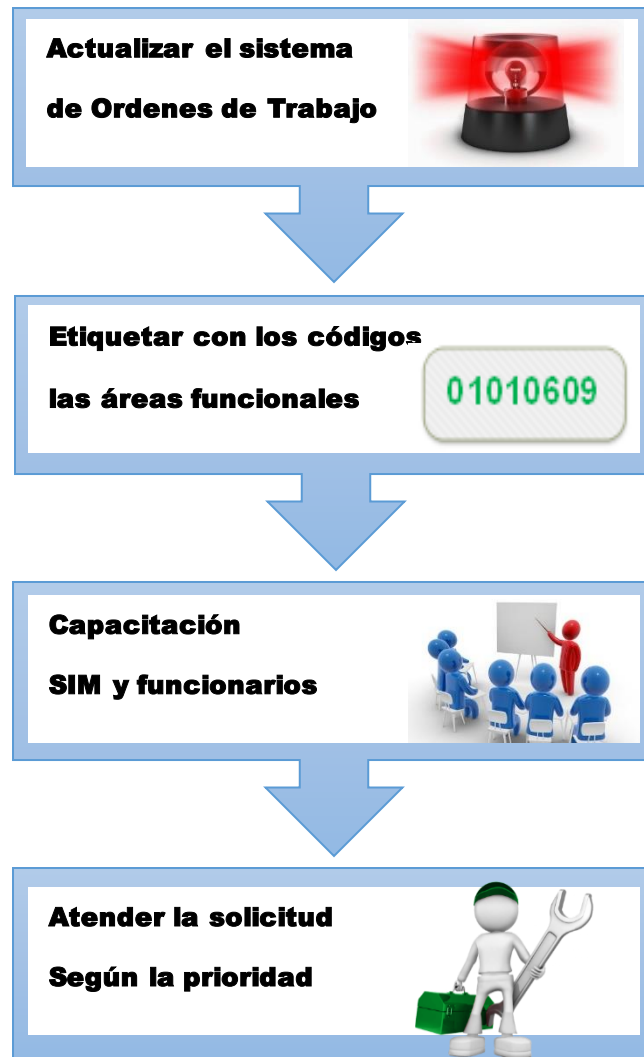 Actualizar el sistema
de Ordenes de Trabajo
Etiquetar con los códigos
las áreas funcionales
01010609
Capacitación
SIM y funcionarios
Atender la solicitud
Según la prioridad